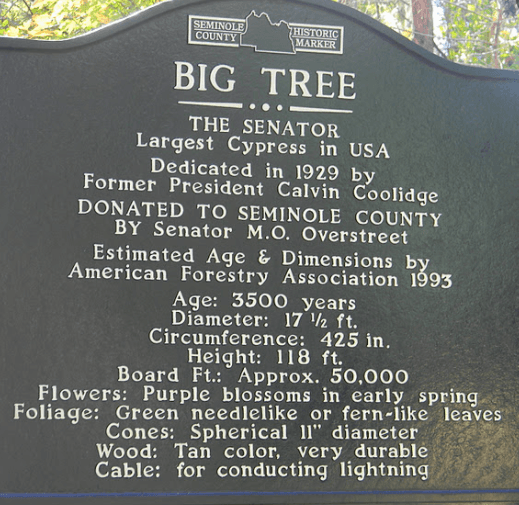 SEMINOLE COUNTY HISTORIC MARKER
BIG TREE
THE SENATOR
Largest Cypress in USA
Dedicated in 1929 by
Former President Calvin Coolidge
DONATED TO SEMINOLE COUNTY
BY Senator M.O. Overstreet
Estimated Age & Dimensions by
American Forestry Association 1993
Age: 3500 years
Diameter: 17 ½ ft.
Circumference: 425 in.
Height: 118 ft.
Board Ft.: Approx. 50,000
Flowers: Purple blossoms in early spring
Foliage: Green needlelike or fern-like leaves
Cones: Spherical 11" diameter
Wood: Tan color, very durable
Cable: for conducting lightning